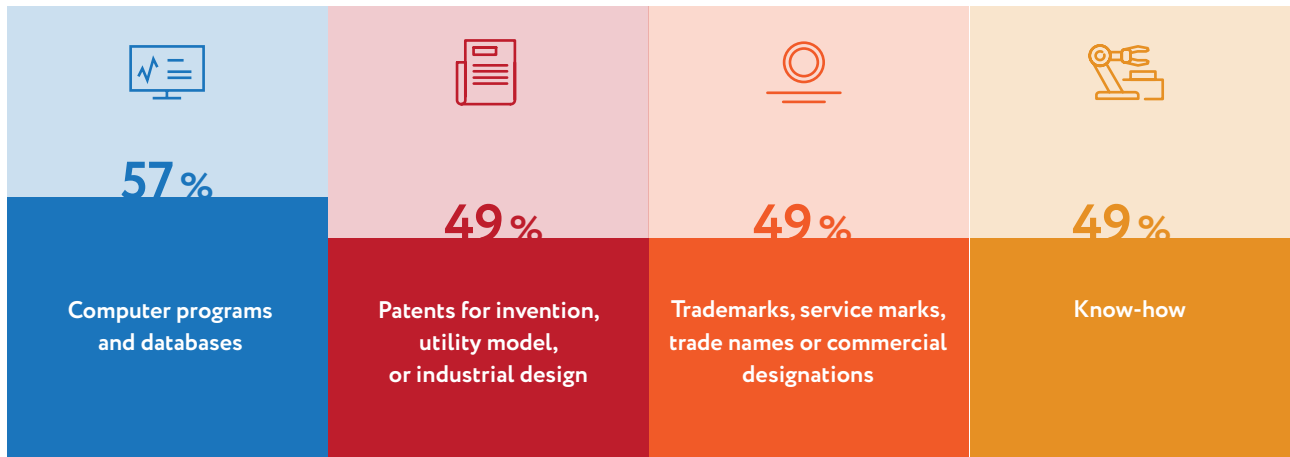 57 %
49 %
49 %
49 %
Computer programs
and databases
Patents for invention,
utility model,
or industrial design
Trademarks, service marks,
trade names or commercial
designations
Know-how